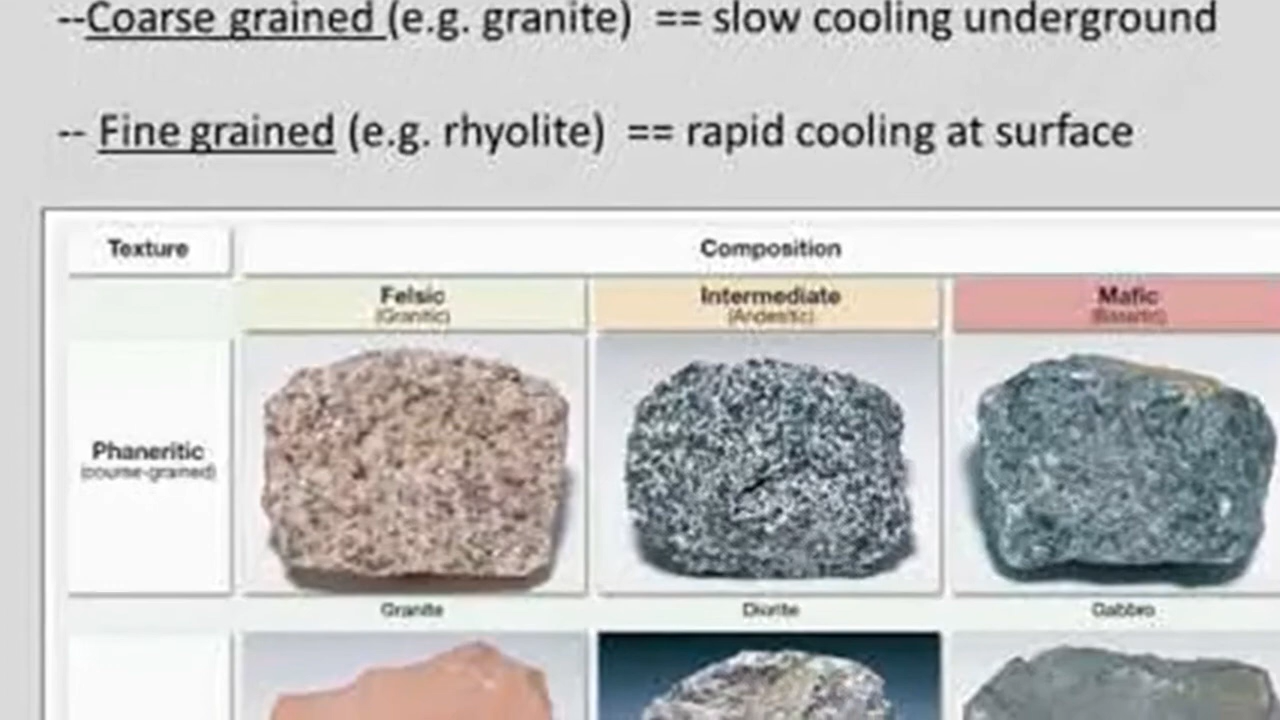 --Coarse grained (e.g. granite) == slow cooling underground
-- Fine grained (e.g. rhyolite) == rapid cooling at surface
Texture
Composition
Felsic
(Granitic)
Intermediate
(Andesitic)
Mafic
(Basaltic)
Phaneritic
(course-grained)
Granite
Diorite
Gabbro